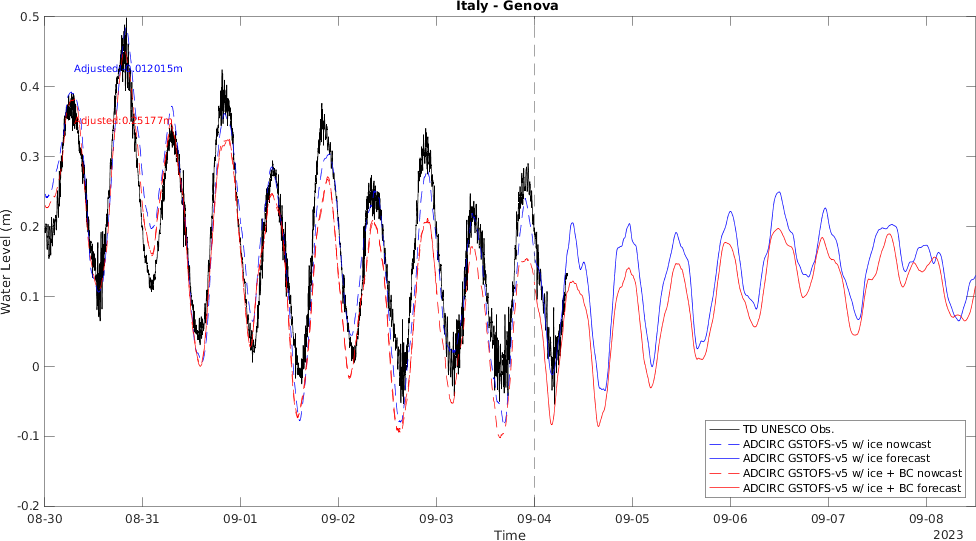 Italy - Genova
Water Level (m)
0.5
0.4
0.3
0.2
0.1
0
-0.1
-0.2
Adjusted:
012015m
Adjusted:0.
5177m
TD UNESCO Obs.
ADCIRC GSTOFS-v5 w/ ice nowcast
ADCIRC GSTOFS-v5 w/ ice forecast
ADCIRC GSTOFS-v5 w/ ice + BC nowcast
ADCIRC GSTOFS-v5 w/ ice + BC forecast
08-30 08-31 09-01 09-02 09-03 09-04 09-05 09-06 09-07 09-08
Time
2023